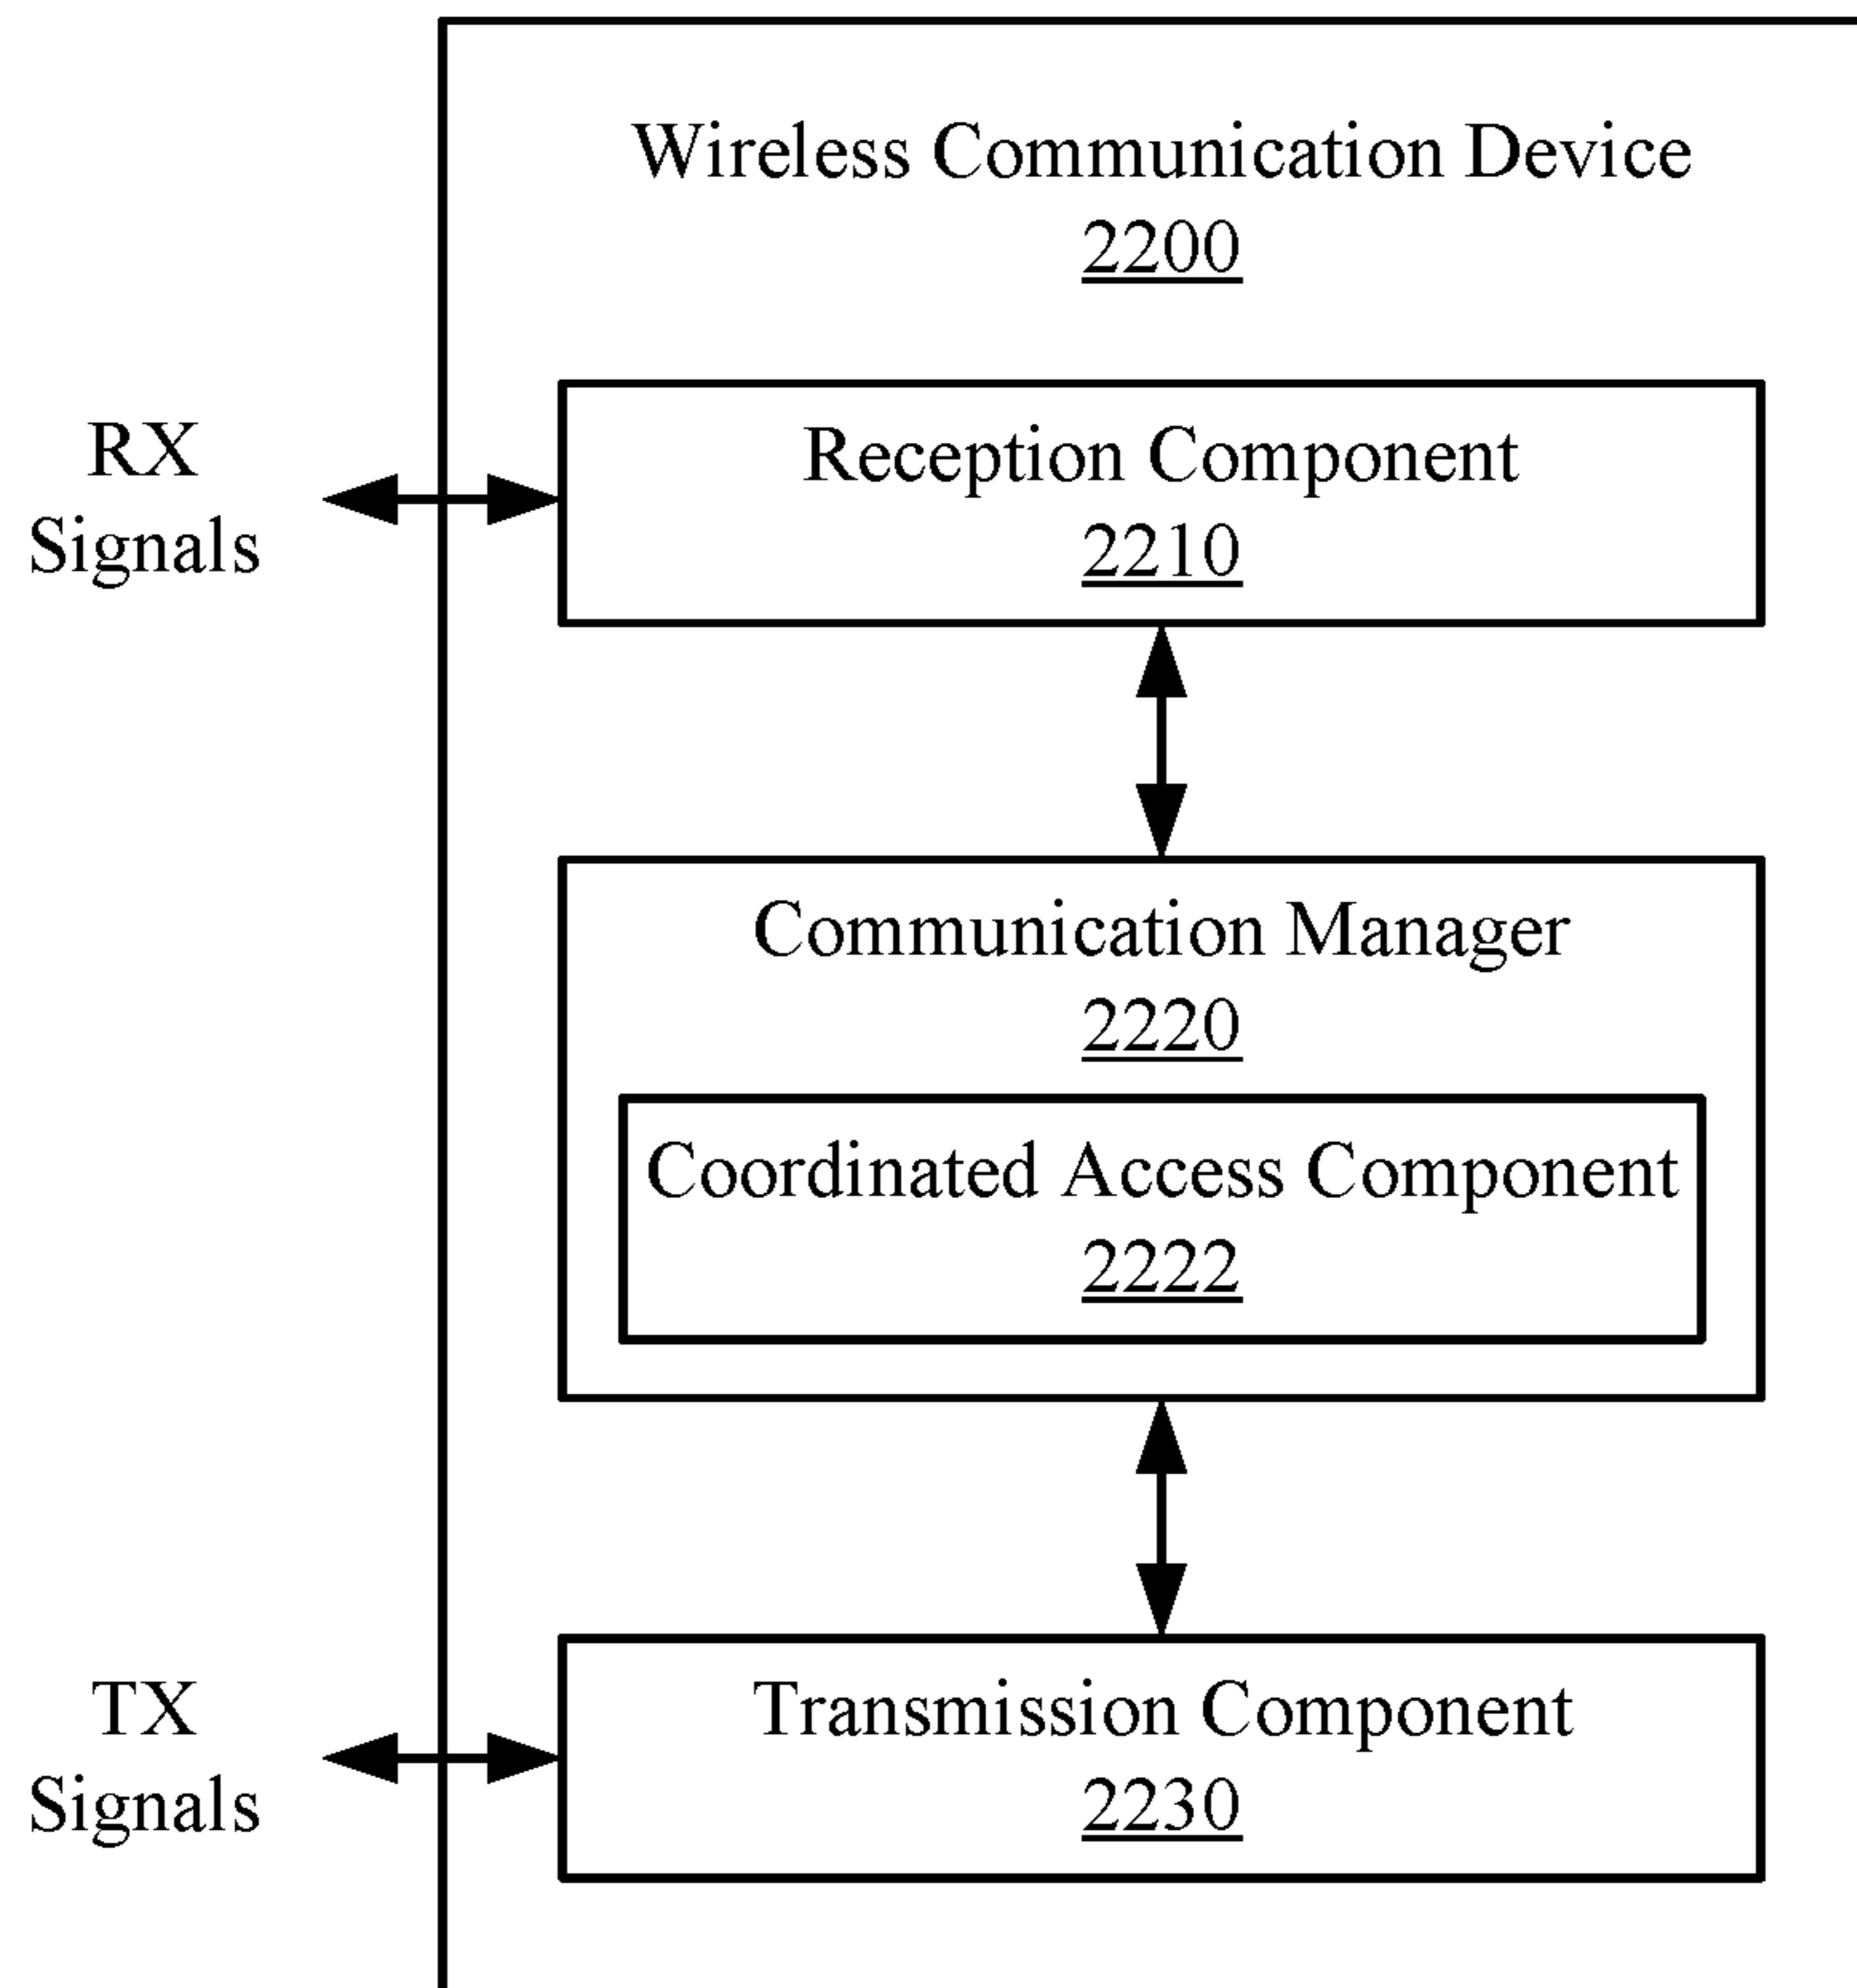 Wireless Communication Device
2200
RX
Signals
Reception Component
2210
Communication Manager
2220
Coordinated Access Component
2222
TX
Signals
Transmission Component
2230